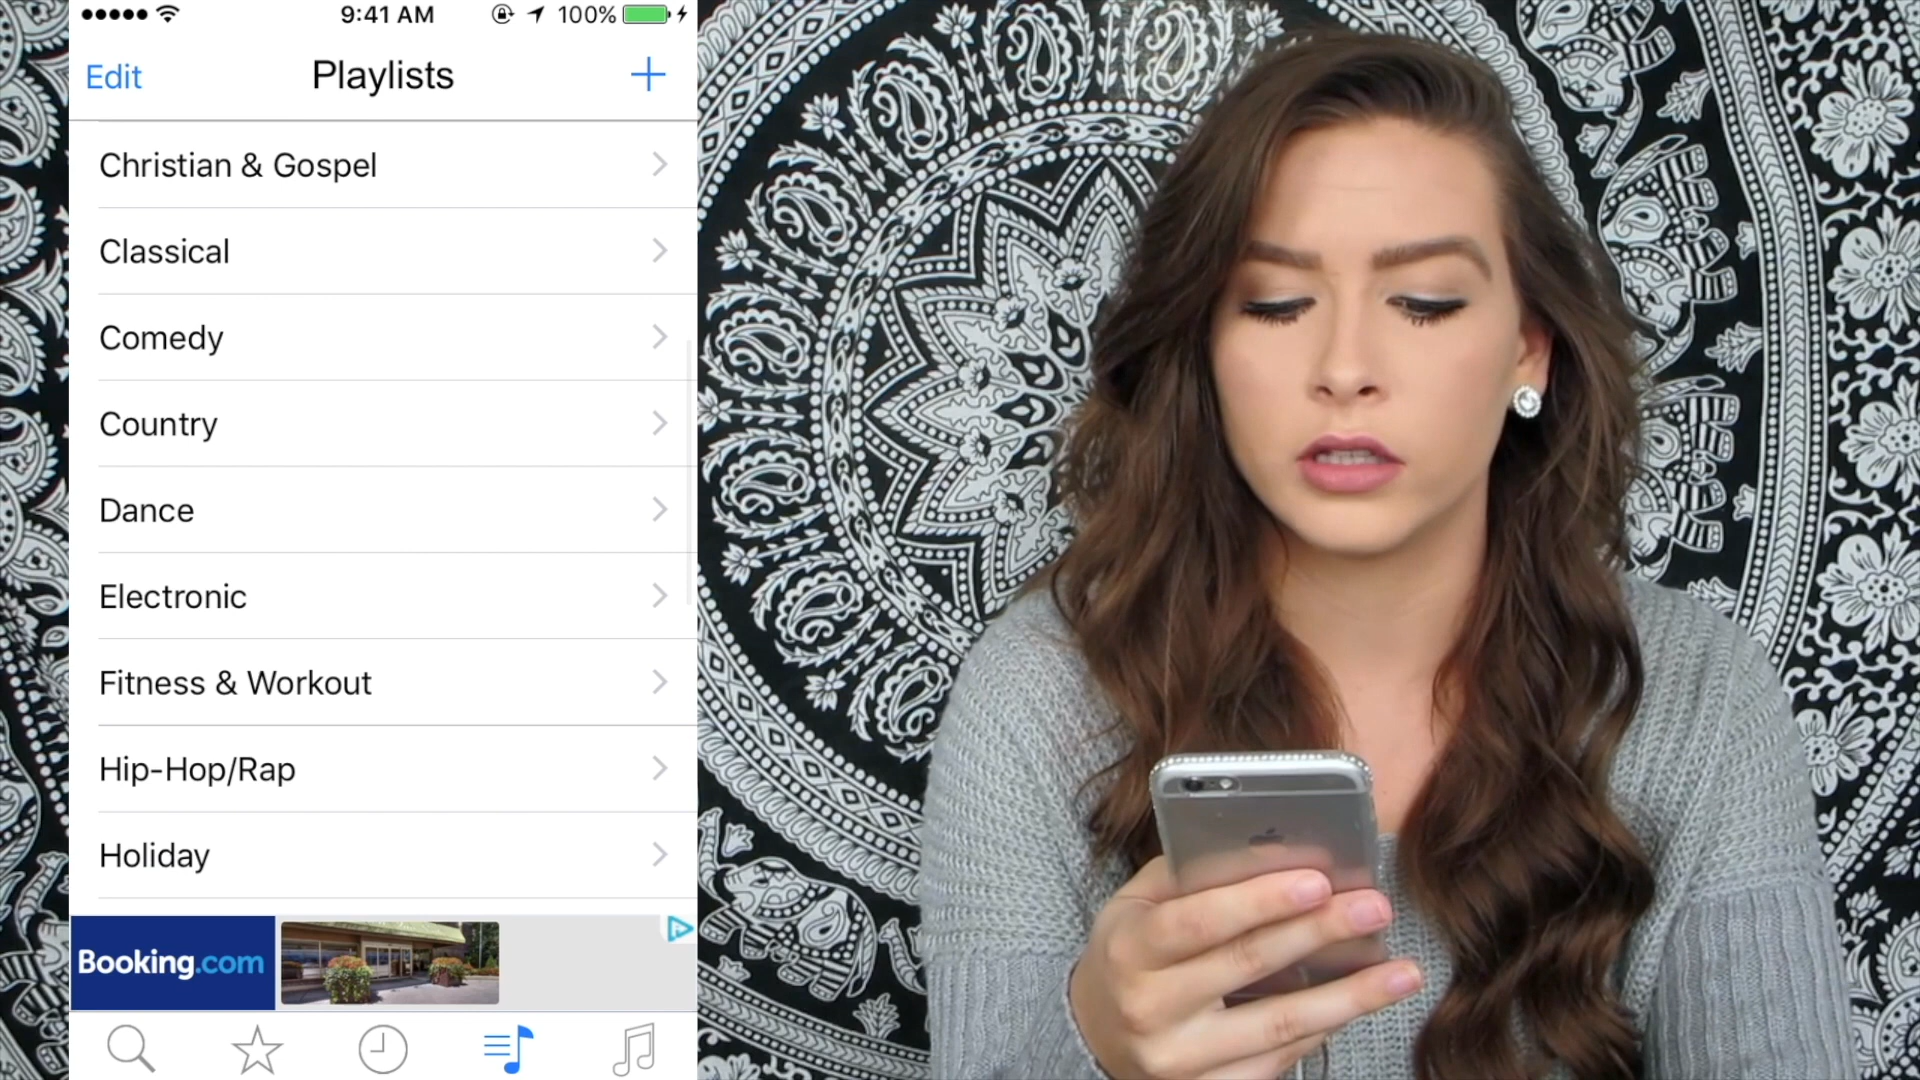 9:41 AM 100%
Edit Playlists
Christian & Gospel
Classical
Comedy
Country
Dance
Electronic
Fitness & Workout
Hip-Hop/Rap
Holiday
Booking.com